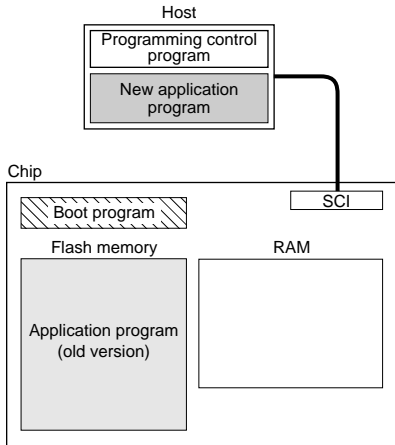 Host
Programming control
program
New application
program
Chip
SCI
Boot program
Flash memory
RAM
Application program
(old version)